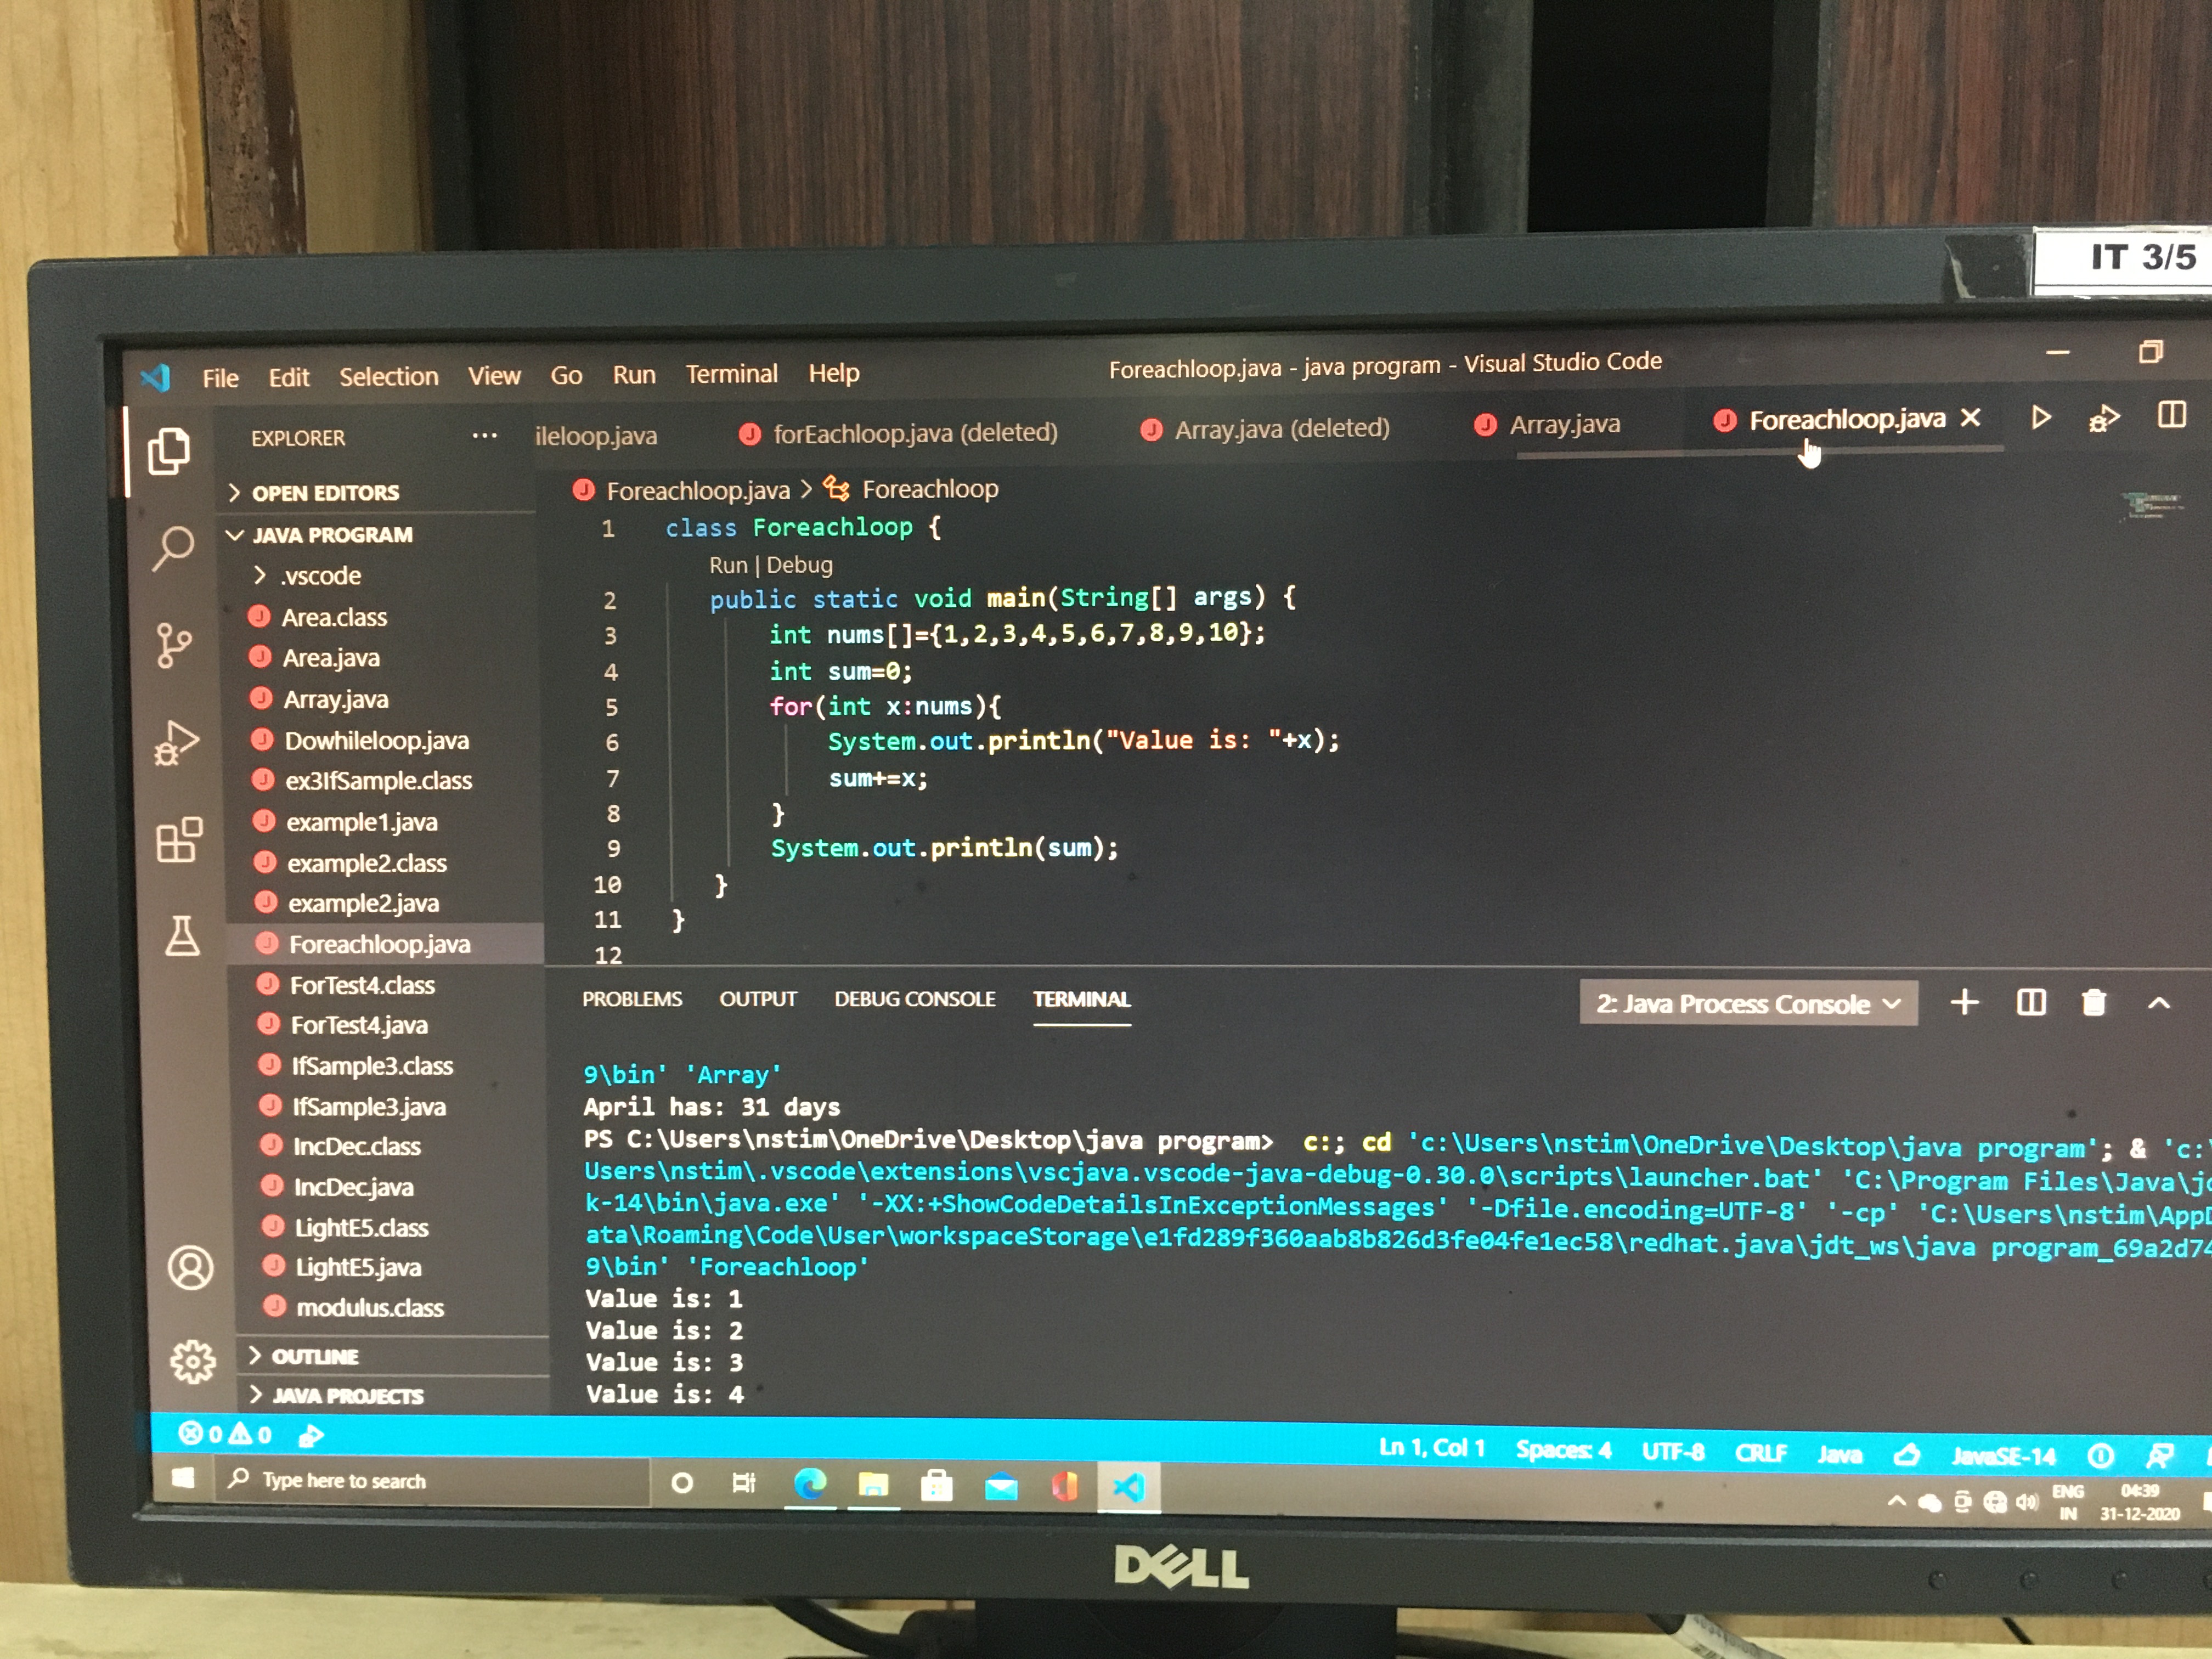 IT 3/5
File Edit Selection View Go Run Terminal Help
Foreachloop.java - java program - Visual Studio Code
EXPLORER ...
ileloop.java
forEachloop.java (deleted)
Array.java (deleted)
Array.java
Foreachloop.java
OPEN EDITORS
JAVA PROGRAM
.vscode
Area.class
Area.java
Array.java
Dowhileloop.java
ex3IfSample.class
example1.java
example2.class
example2.java
Foreachloop.java
ForTest4.class
ForTest4.java
IfSample3.class
IfSample3.java
IncDec.class
IncDec.java
LightE5.class
LightE5.java
modulus.class
OUTLINE
JAVA PROJECTS
Foreachloop.java > Foreachloop
1 class Foreachloop {
Run | Debug
2 public static void main(String[] args) {
3 int nums[]={1,2,3,4,5,6,7,8,9,10};
4 int sum=0;
5 for(int x:nums){
6 System.out.println("Value is: "+x);
7 sum+=x;
8 }
9 System.out.println(sum);
10 }
11 }
12
PROBLEMS OUTPUT DEBUG CONSOLE TERMINAL
2: Java Process Console
9\bin' 'Array'
April has: 31 days
PS C:\Users\nstim\OneDrive\Desktop\java program> c:; cd 'c:\Users\nstim\OneDrive\Desktop\java program'; & 'c:\
Users\nstim\.vscode\extensions\vscjava.vscode-java-debug-0.30.0\scripts\launcher.bat' 'C:\Program Files\Java\jd
k-14\bin\java.exe' '-XX:+ShowCodeDetailsInExceptionMessages' '-Dfile.encoding=UTF-8' '-cp' 'C:\Users\nstim\AppD
ata\Roaming\Code\User\workspaceStorage\e1fd289f360aab8b826d3fe04fe1ec58\redhat.java\jdt_ws\java program_69a2d74
9\bin' 'Foreachloop'
Value is: 1
Value is: 2
Value is: 3
Value is: 4
0 0
Ln 1, Col 1 Spaces: 4 UTF-8 CRLF Java JavaSE-14
Type here to search
ENG
IN
04:39
31-12-2020
DELL